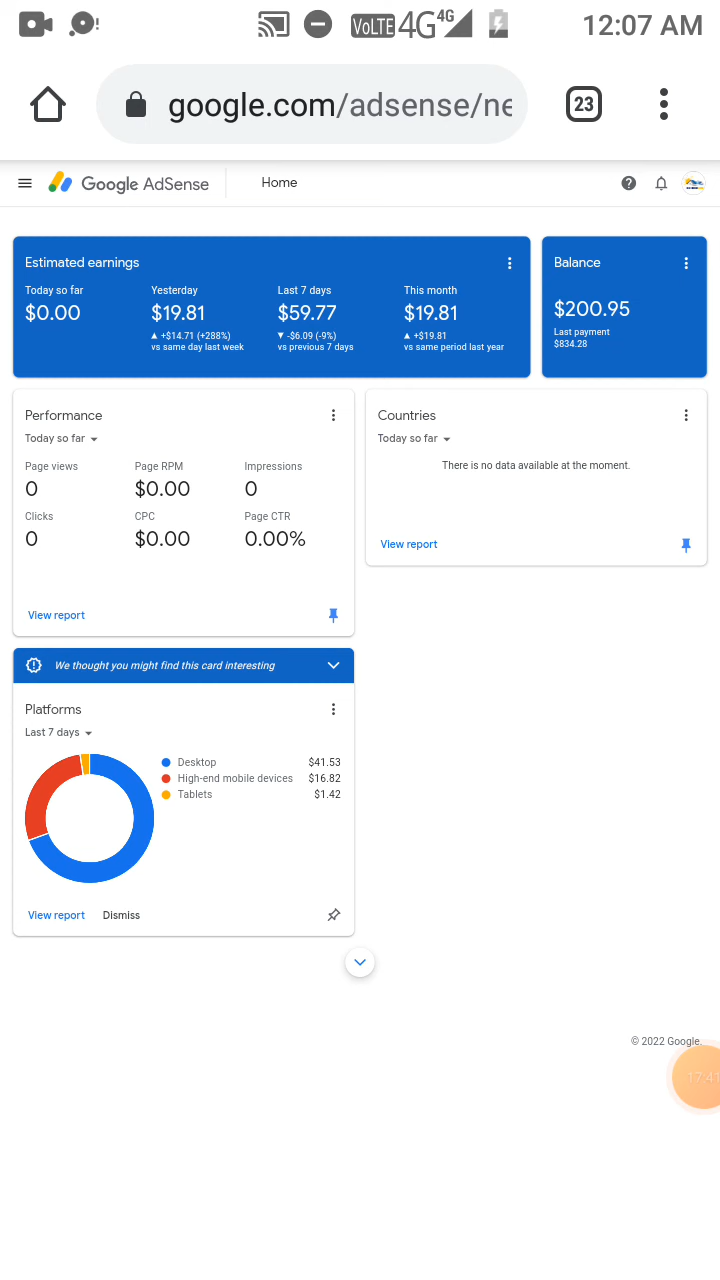 VoLTE 4G 4G 12:07 AM
google.com/adsense/ne
23
Google AdSense Home
Estimated earnings
Today so far
$0.00
Yesterday
$19.81
+$14.71 (+288%)
vs same day last week
Last 7 days
$59.77
-$6.09 (-9%)
vs previous 7 days
This month
$19.81
+$19.81
vs same period last year
Balance
$200.95
Last payment
$834.28
Performance
Today so far
Page views
0
Page RPM
$0.00
Impressions
0
Clicks
0
CPC
$0.00
Page CTR
0.00%
View report
Countries
Today so far
There is no data available at the moment.
View report
We thought you might find this card interesting
Platforms
Last 7 days
Desktop $41.53
High-end mobile devices $16.82
Tablets $1.42
View report Dismiss
© 2022 Google.
17:41